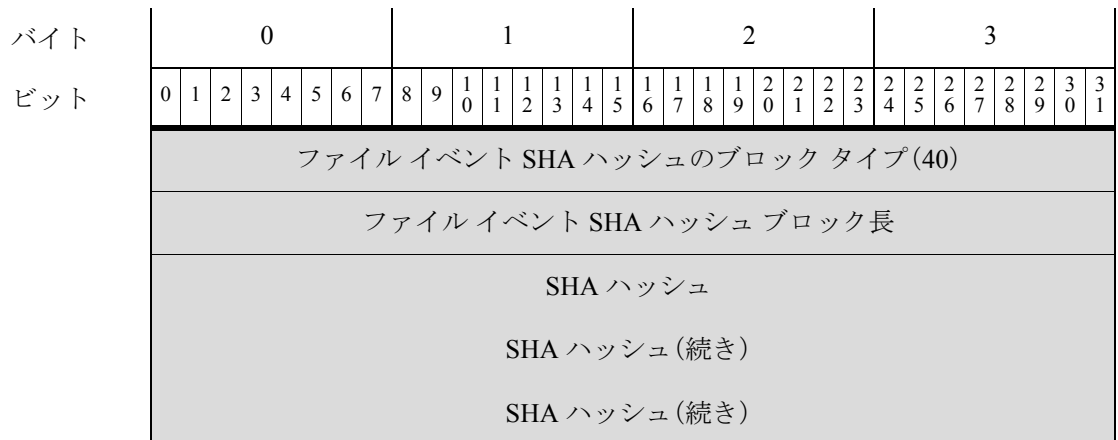 バイト 0 1 2 3
ビット 0 1 2 3 4 5 6 7 8 9 10 11 12 13 14 15 16 17 18 19 20 21 22 23 24 25 26 27 28 29 30 31
ファイル イベント SHA ハッシュのブロック タイプ(40)
ファイル イベント SHA ハッシュ ブロック長
SHA ハッシュ
SHA ハッシュ(続き)
SHA ハッシュ(続き)